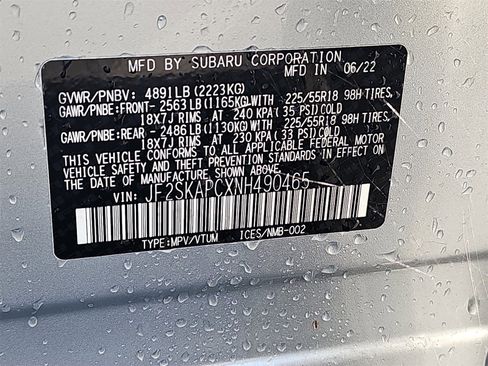 MFD BY SUBARU CORPORATION
MFD IN 06/22
GVWR/PNBV: 4891LB(2223KG)
GAWR/PNBE:FRONT- 2563LB(1165KG)WITH 225/55R18 98H TIRES,
18X7J RIMS AT 240 KPA(35 PSI)COLD
GAWR/PNBE:REAR - 2486LB(1130KG)WITH 225/55R18 98H TIRES,
18X7J RIMS AT 230 KPA(33 PSI)COLD
THIS VEHICLE CONFORMS TO ALL APPLICABLE FEDERAL MOTOR
VEHICLE SAFETY AND THEFT PREVENTION STANDARDS IN EFFECT
ON THE DATE OF MANUFACTURE SHOWN ABOVE.
VIN: JF2SKAPCXNH490465
TYPE:MPV/VTUM ICES/NMB-002